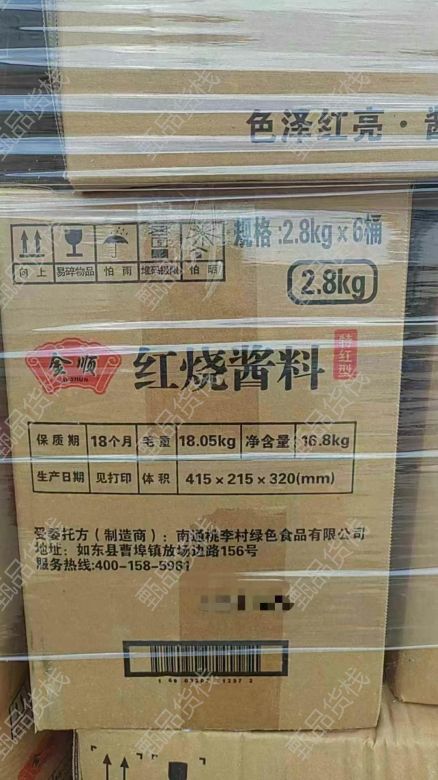 色泽红亮·酱
规格:2.8kg×6桶
向上 易碎物品 怕雨 堆码极限 怕晒
2.8kg
金顺
红烧酱料
特红型
保质期 18个月 毛重 18.05kg 净含量 16.8kg
生产日期 见打印 体积 415×215×320(mm)
受委托方（制造商）：南通桃李村绿色食品有限公司
地址：如东县曹埠镇放场边路156号
服务热线:400-158-5961
甄品货栈